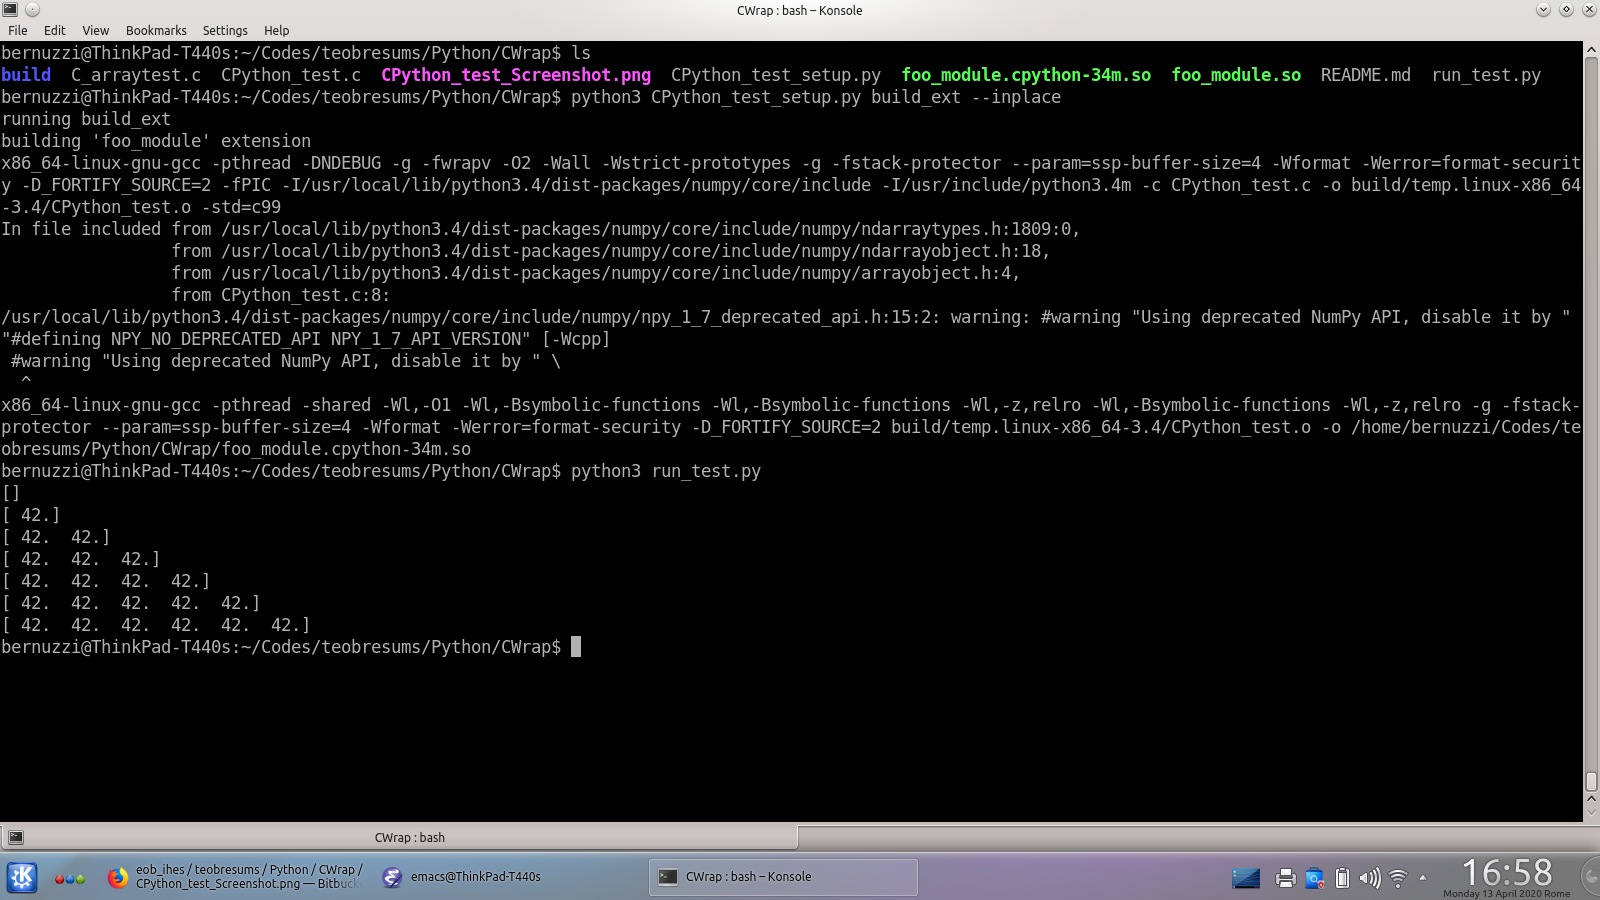 CWrap : bash – Konsole
File Edit View Bookmarks Settings Help
bernuzzi@ThinkPad-T440s:~/Codes/teobresums/Python/CWrap$ ls
build C_arraytest.c CPython_test.c CPython_test_Screenshot.png CPython_test_setup.py foo_module.cpython-34m.so foo_module.so README.md run_test.py
bernuzzi@ThinkPad-T440s:~/Codes/teobresums/Python/CWrap$ python3 CPython_test_setup.py build_ext --inplace
running build_ext
building 'foo_module' extension
x86_64-linux-gnu-gcc -pthread -DNDEBUG -g -fwrapv -O2 -Wall -Wstrict-prototypes -g -fstack-protector --param=ssp-buffer-size=4 -Wformat -Werror=format-securit
y -D_FORTIFY_SOURCE=2 -fPIC -I/usr/local/lib/python3.4/dist-packages/numpy/core/include -I/usr/include/python3.4m -c CPython_test.c -o build/temp.linux-x86_64
-3.4/CPython_test.o -std=c99
In file included from /usr/local/lib/python3.4/dist-packages/numpy/core/include/numpy/ndarraytypes.h:1809:0,
from /usr/local/lib/python3.4/dist-packages/numpy/core/include/numpy/ndarrayobject.h:18,
from /usr/local/lib/python3.4/dist-packages/numpy/core/include/numpy/arrayobject.h:4,
from CPython_test.c:8:
/usr/local/lib/python3.4/dist-packages/numpy/core/include/numpy/npy_1_7_deprecated_api.h:15:2: warning: #warning "Using deprecated NumPy API, disable it by "
"#defining NPY_NO_DEPRECATED_API NPY_1_7_API_VERSION" [-Wcpp]
#warning "Using deprecated NumPy API, disable it by " \
^
x86_64-linux-gnu-gcc -pthread -shared -Wl,-O1 -Wl,-Bsymbolic-functions -Wl,-Bsymbolic-functions -Wl,-z,relro -Wl,-Bsymbolic-functions -Wl,-z,relro -g -fstack-
protector --param=ssp-buffer-size=4 -Wformat -Werror=format-security -D_FORTIFY_SOURCE=2 build/temp.linux-x86_64-3.4/CPython_test.o -o /home/bernuzzi/Codes/te
obresums/Python/CWrap/foo_module.cpython-34m.so
bernuzzi@ThinkPad-T440s:~/Codes/teobresums/Python/CWrap$ python3 run_test.py
[]
[ 42.]
[ 42. 42.]
[ 42. 42. 42.]
[ 42. 42. 42. 42.]
[ 42. 42. 42. 42. 42.]
[ 42. 42. 42. 42. 42. 42.]
bernuzzi@ThinkPad-T440s:~/Codes/teobresums/Python/CWrap$
CWrap : bash
eob_ihes / teobresums / Python / CWrap /
CPython_test_Screenshot.png — Bitbuck
emacs@ThinkPad-T440s
CWrap : bash – Konsole
16:58
Monday 13 April 2020 Rome